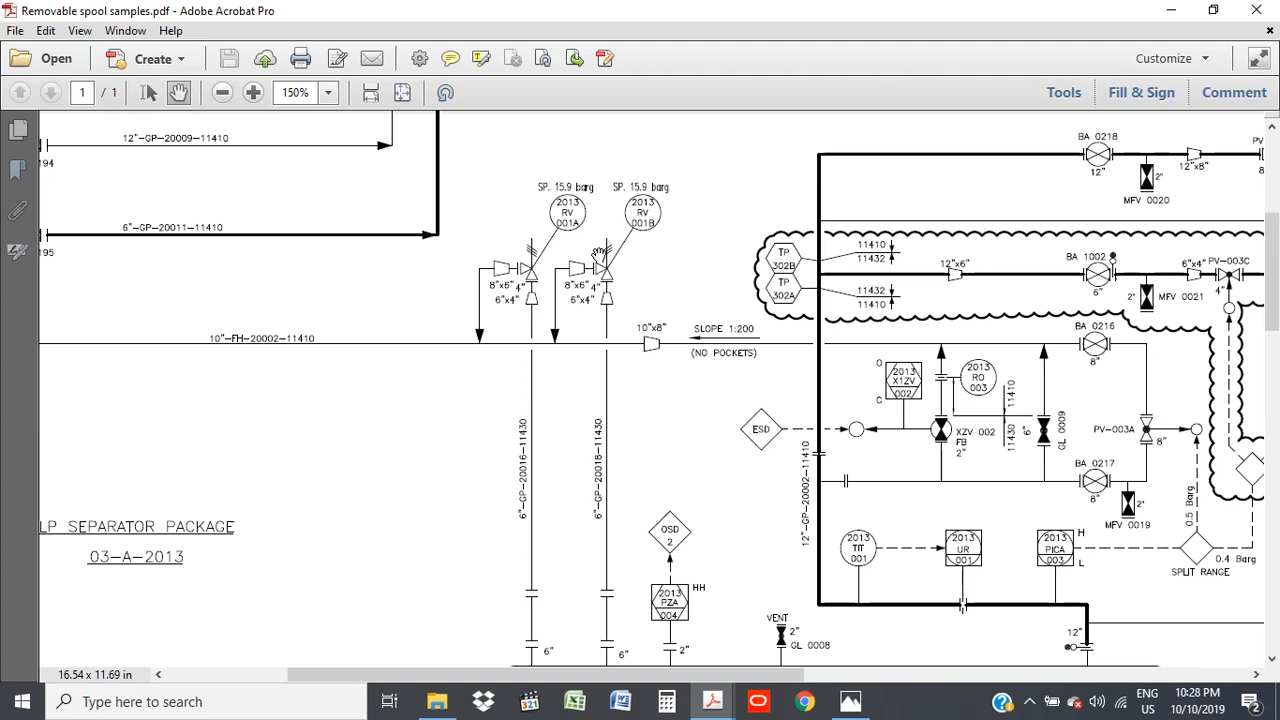 Removable spool samples.pdf - Adobe Acrobat Pro
File Edit View Window Help
Open Create Customize
1 / 1 150% Tools Fill & Sign Comment
12"-GP-20009-11410
194
6"-GP-20011-11410
195
SP. 15.9 barg SP. 15.9 barg
2013 RV 001A
2013 RV 001B
8"x6" 4"
6"x4"
8"x6" 4"
6"x4"
10"-FH-20002-11410
10"x8"
SLOPE 1:200
(NO POCKETS)
6"-GP-20016-11430
6"-GP-20018-11430
LP SEPARATOR PACKAGE
03-A-2013
6"
6"
OSD 2
2013 PZA 004
HH
2"
BA 0218
12"
2"
MFV 0020
12"x8"
PV-
8
TP 302B
TP 302A
11410
11432
11432
11410
12"x6"
BA 1002
6"
2"
MFV 0021
6"x4"
PV-003C
4"
BA 0216
8"
2013 X1ZV 002
O
C
2013 RO 003
11410
11430
ESD
XZV 002
FB
2"
6"
GL 0009
PV-003A
8"
BA 0217
8"
2"
MFV 0019
12"-GP-20002-11410
0.5 Barg
2013 TIT 001
2013 UR 001
2013 PICA 003
H
L
SPLIT RANGE
0.4 Barg
VENT
2"
GL 0008
12"
16.54 x 11.69 in
Type here to search
ENG
US
10:28 PM
10/10/2019
2